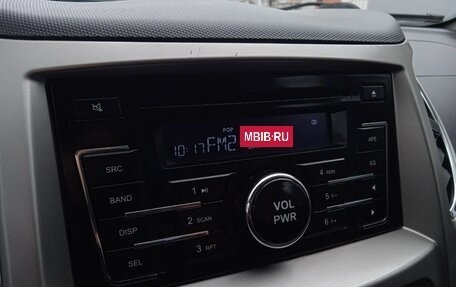 POP
10:17 FM2
MBIB·RU
SRC
APS
1
4 RDM
EQ
BAND
2 SCAN
VOL
PWR
5 F-
DISP
3 RPT
6 F+
SEL